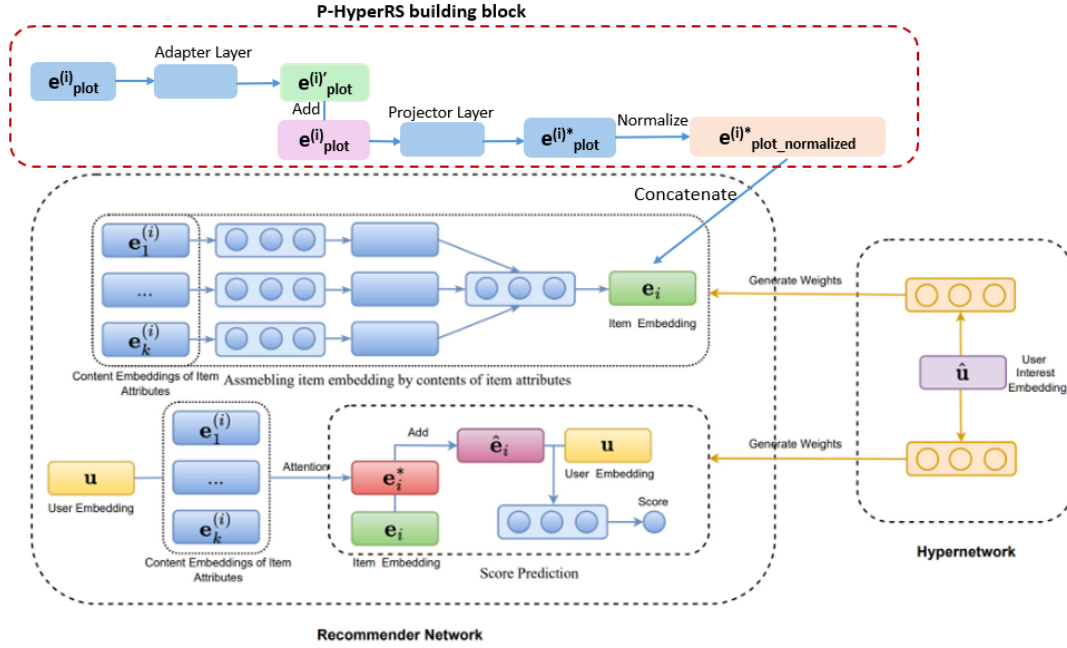 P-HyperRS building block
Adapter Layer
e(i)plot
e(i)′plot
Add
Projector Layer
e(i)plot
e(i)*plot
Normalize
e(i)*plot_normalized
Concatenate
e1(i)
...
ek(i)
ei
Item Embedding
Content Embeddings of Item
Attributes
Assmebling item embedding by contents of item attributes
Generate Weights
û
User
Interest
Embedding
Generate Weights
Hypernetwork
u
User Embedding
e1(i)
...
ek(i)
Content Embeddings of Item
Attributes
Attention
Add
êi
u
User Embedding
ei*
ei
Item Embedding
Score
Score Prediction
Recommender Network